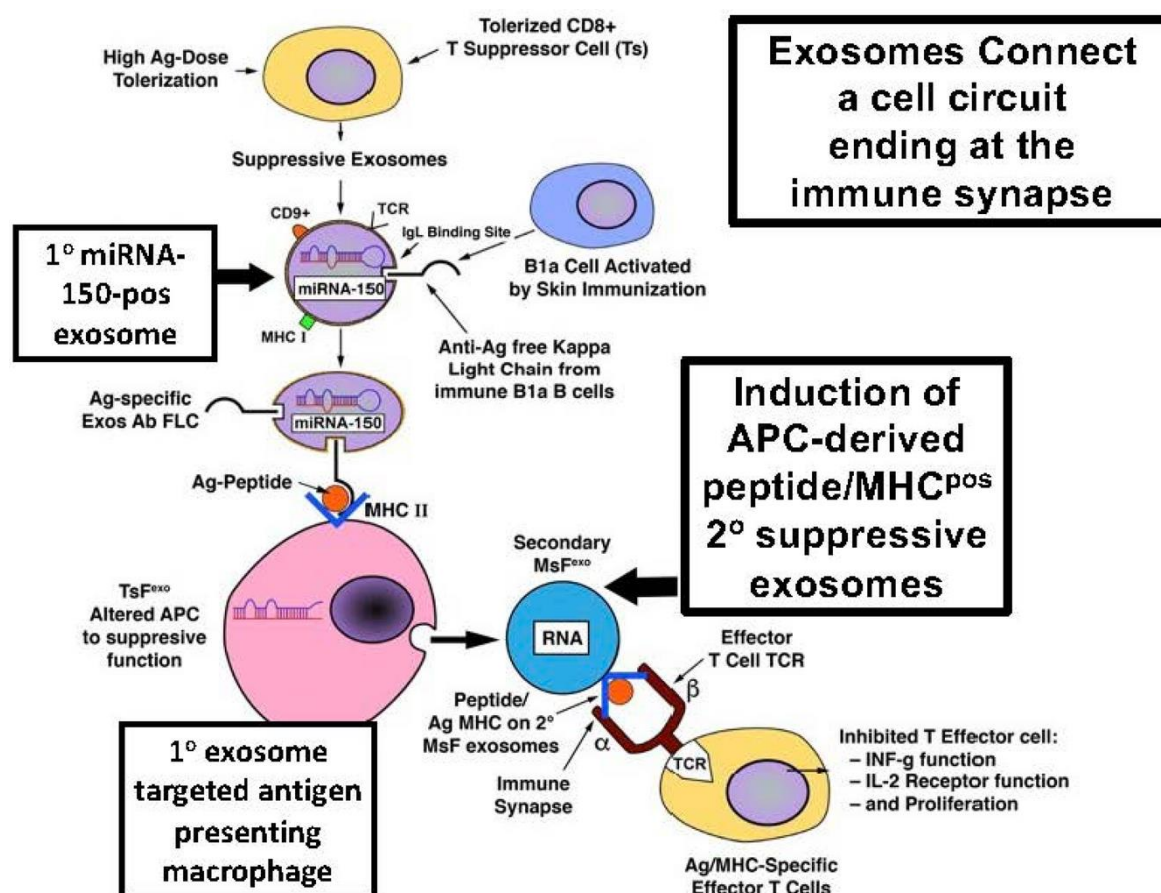 High Ag-Dose
Tolerization
Tolerized CD8+
T Suppressor Cell (Ts)
Exosomes Connect
a cell circuit
ending at the
immune synapse
Suppressive Exosomes
CD9+
TCR
IgL Binding Site
miRNA-150
MHC I
B1a Cell Activated
by Skin Immunization
1º miRNA-
150-pos
exosome
Anti-Ag free Kappa
Light Chain from
immune B1a B cells
Ag-specific
Exos Ab FLC
miRNA-150
Ag-Peptide
MHC II
Induction of
APC-derived
peptide/MHCpos
2º suppressive
exosomes
TsFexo
Altered APC
to suppresive
function
Secondary
MsFexo
RNA
Effector
T Cell TCR
β
Peptide/
Ag MHC on 2°
MsF exosomes
α
Immune
Synapse
TCR
1º exosome
targeted antigen
presenting
macrophage
Inhibited T Effector cell:
– INF-g function
– IL-2 Receptor function
– and Proliferation
Ag/MHC-Specific
Effector T Cells